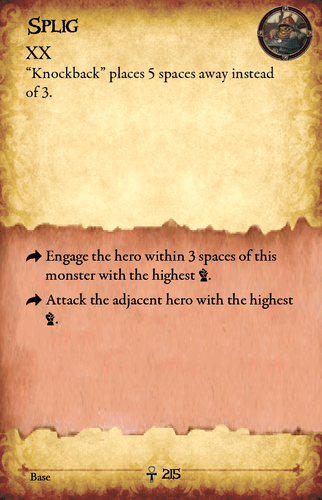 Splig
XX
“Knockback” places 5 spaces away instead
of 3.
Engage the hero within 3 spaces of this
monster with the highest .
Attack the adjacent hero with the highest
.
Base 215